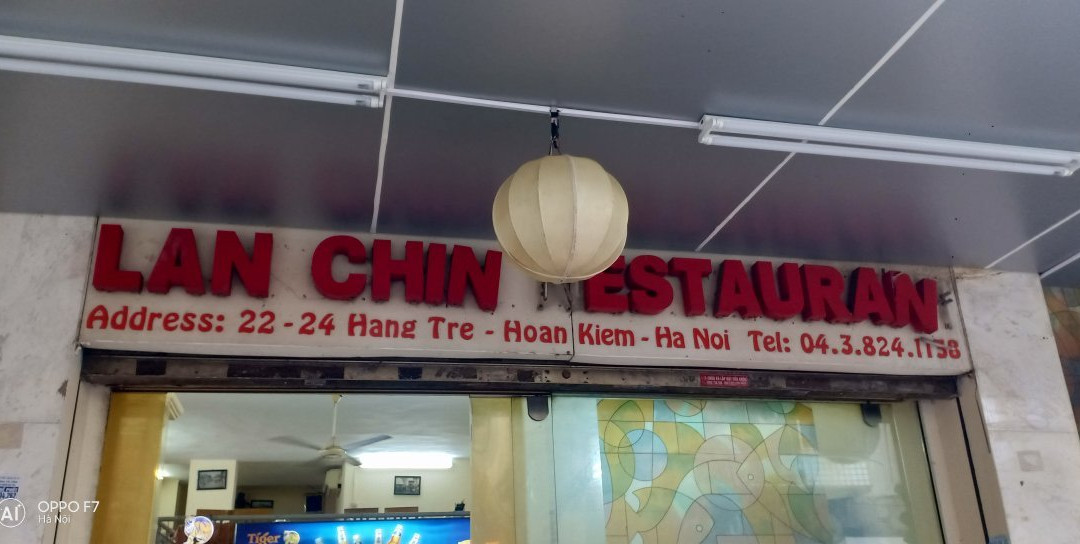 LAN CHIN ESTAURAN
Address: 22 - 24 Hang Tre - Hoan Kiem - Ha Noi Tel: 04.3.824.1138
Tiger
AI OPPO F7
Hà Nội